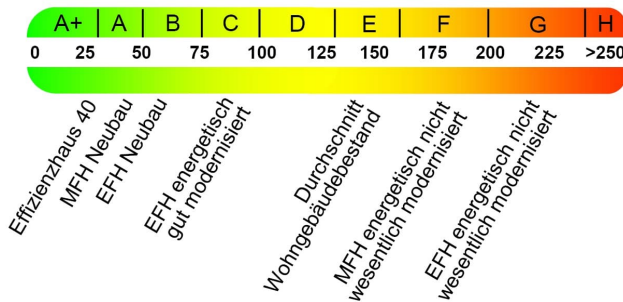 A+ A B C D E F G H
0 25 50 75 100 125 150 175 200 225 >250
Effizienzhaus 40
MFH Neubau
EFH Neubau
EFH energetisch
gut modernisiert
Durchschnitt
Wohngebäudebestand
MFH energetisch nicht
wesentlich modernisiert
EFH energetisch nicht
wesentlich modernisiert